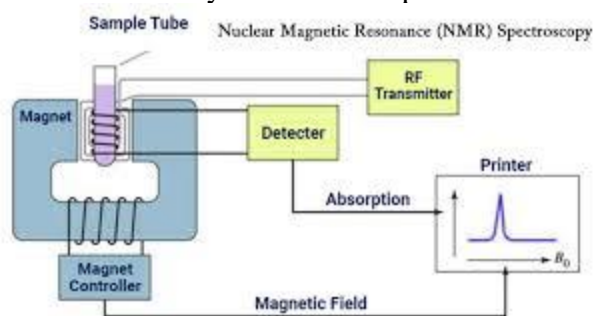 Sample Tube
Nuclear Magnetic Resonance (NMR) Spectroscopy
RF
Transmitter
Magnet
Detecter
Printer
Absorption
B₀
Magnet
Controller
Magnetic Field